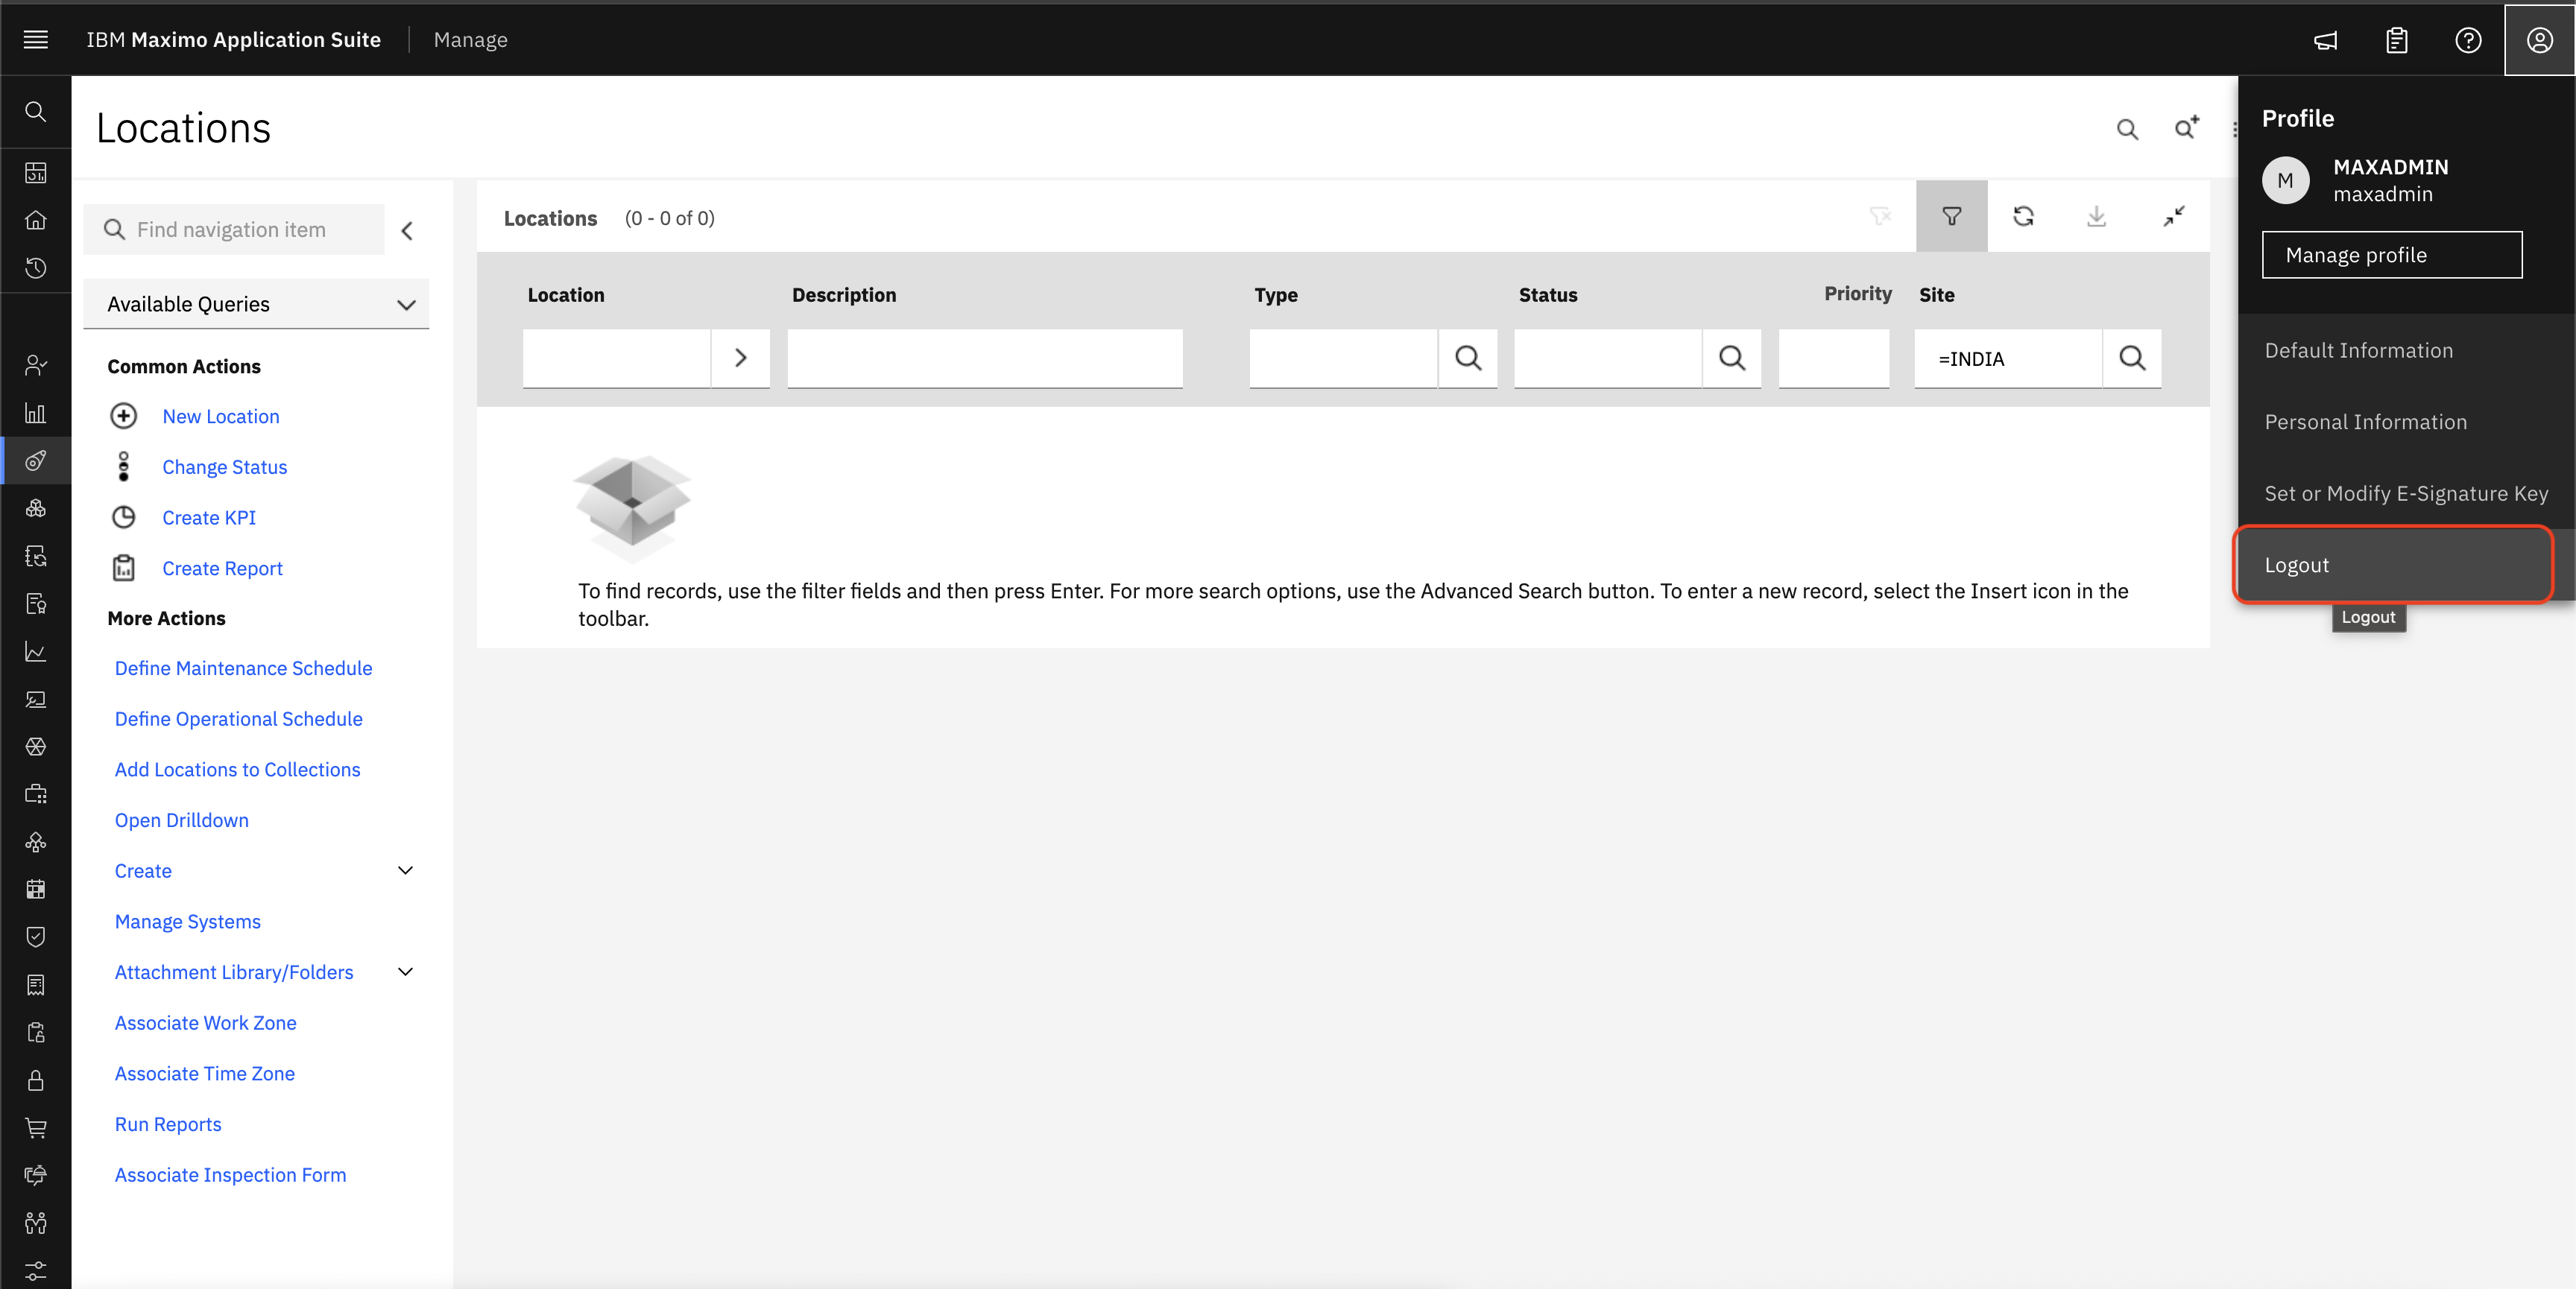 IBM Maximo Application Suite
Manage
Locations
Find navigation item
Available Queries
Common Actions
New Location
Change Status
Create KPI
Create Report
More Actions
Define Maintenance Schedule
Define Operational Schedule
Add Locations to Collections
Open Drilldown
Create
Manage Systems
Attachment Library/Folders
Associate Work Zone
Associate Time Zone
Run Reports
Associate Inspection Form
Locations (0 - 0 of 0)
Location Description Type Status Priority Site
=INDIA
To find records, use the filter fields and then press Enter. For more search options, use the Advanced Search button. To enter a new record, select the Insert icon in the
toolbar.
Profile
M
MAXADMIN
maxadmin
Manage profile
Default Information
Personal Information
Set or Modify E-Signature Key
Logout
Logout